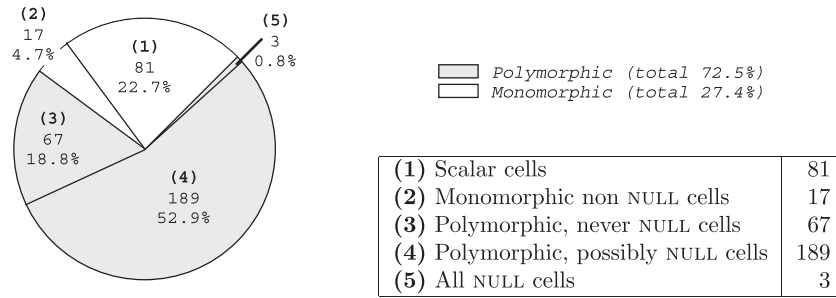 (2)
17
4.7%
(1)
81
22.7%
(5)
3
0.8%
(3)
67
18.8%
(4)
189
52.9%
Polymorphic (total 72.5%)
Monomorphic (total 27.4%)
(1) Scalar cells 81
(2) Monomorphic non NULL cells 17
(3) Polymorphic, never NULL cells 67
(4) Polymorphic, possibly NULL cells 189
(5) All NULL cells 3